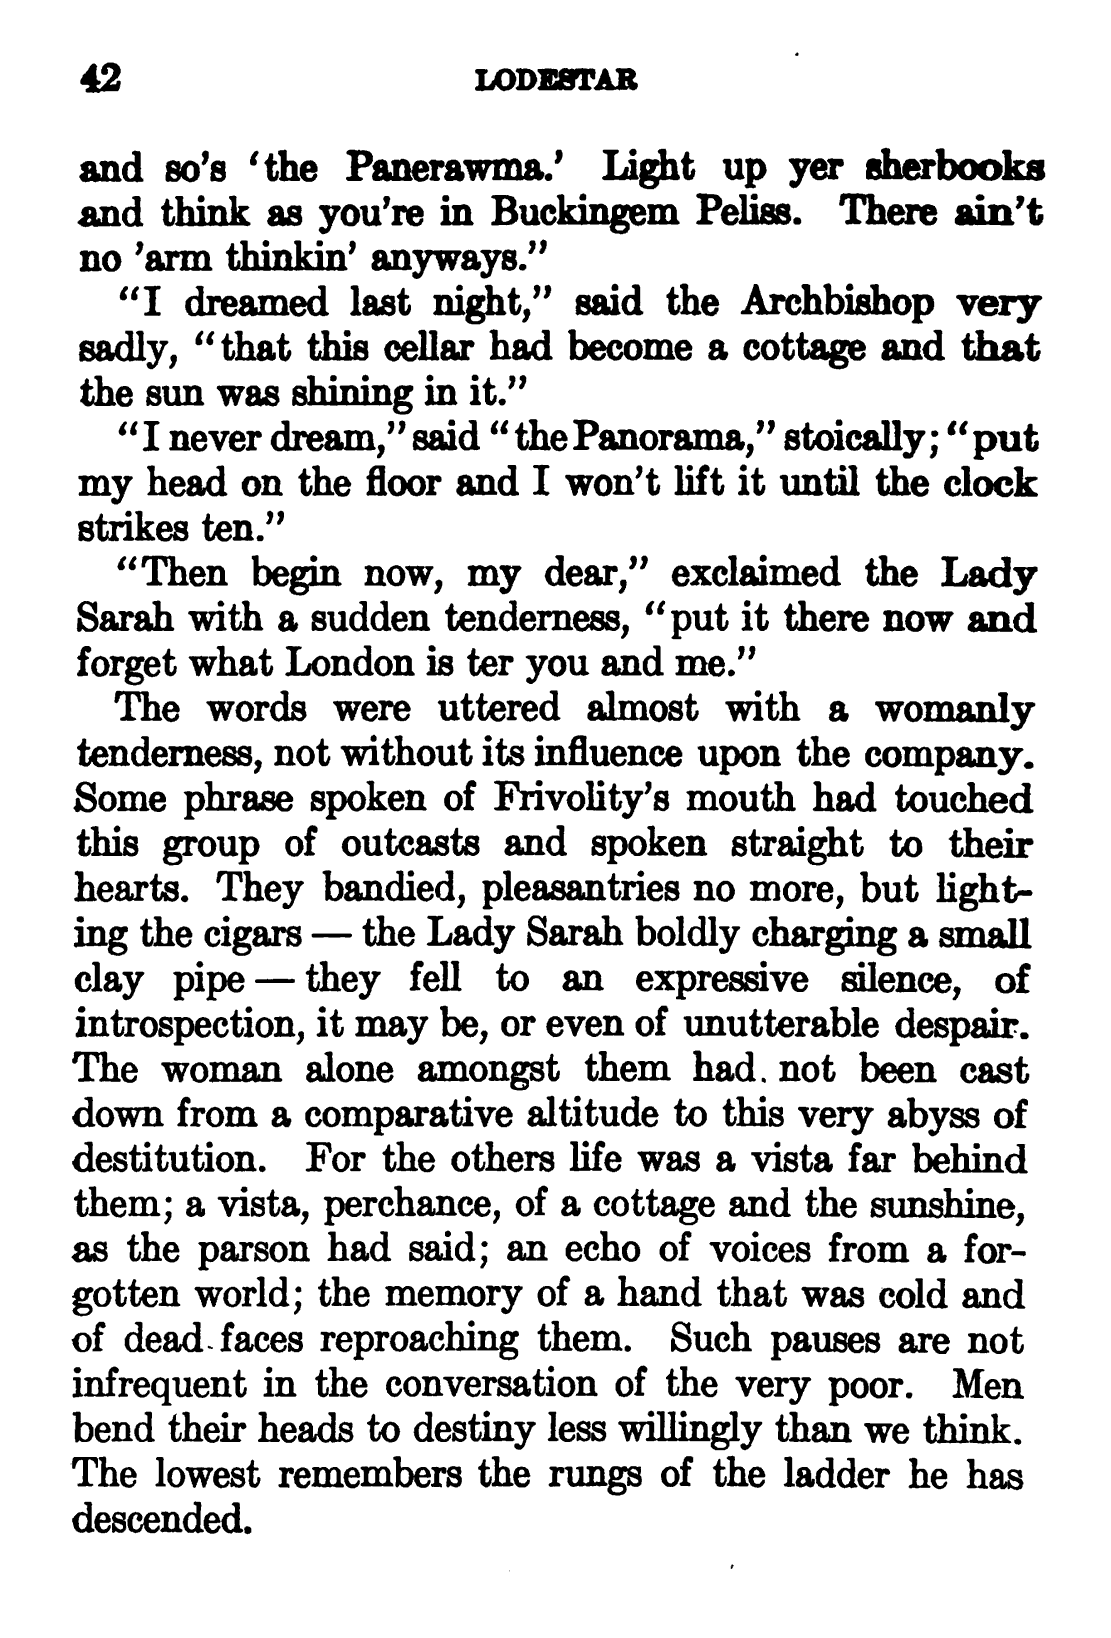 42 LODESTAR
and so's 'the Panerawma.' Light up yer sherbooks
and think as you're in Buckingem Peliss. There ain't
no 'arm thinkin' anyways."
"I dreamed last night," said the Archbishop very
sadly, "that this cellar had become a cottage and that
the sun was shining in it."
"I never dream," said "the Panorama," stoically; "put
my head on the floor and I won't lift it until the clock
strikes ten."
"Then begin now, my dear," exclaimed the Lady
Sarah with a sudden tenderness, "put it there now and
forget what London is ter you and me."
The words were uttered almost with a womanly
tenderness, not without its influence upon the company.
Some phrase spoken of Frivolity's mouth had touched
this group of outcasts and spoken straight to their
hearts. They bandied, pleasantries no more, but light-
ing the cigars — the Lady Sarah boldly charging a small
clay pipe — they fell to an expressive silence, of
introspection, it may be, or even of unutterable despair.
The woman alone amongst them had not been cast
down from a comparative altitude to this very abyss of
destitution. For the others life was a vista far behind
them; a vista, perchance, of a cottage and the sunshine,
as the parson had said; an echo of voices from a for-
gotten world; the memory of a hand that was cold and
of dead faces reproaching them. Such pauses are not
infrequent in the conversation of the very poor. Men
bend their heads to destiny less willingly than we think.
The lowest remembers the rungs of the ladder he has
descended.